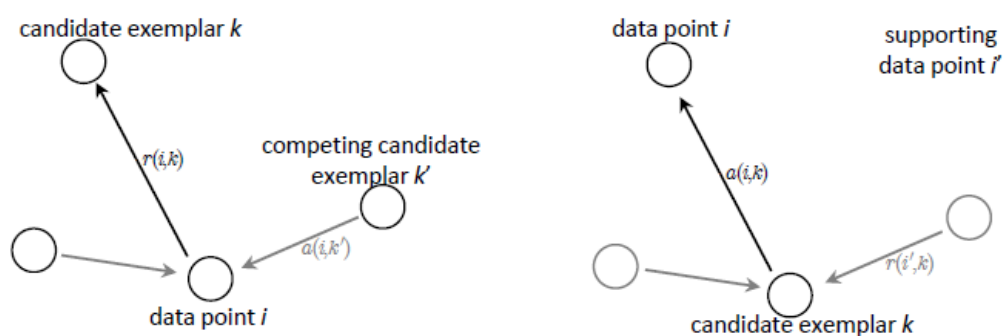 candidate exemplar k
r(i,k)
competing candidate
exemplar k'
a(i,k')
data point i
data point i
supporting
data point i'
a(i,k)
r(i',k)
candidate exemplar k